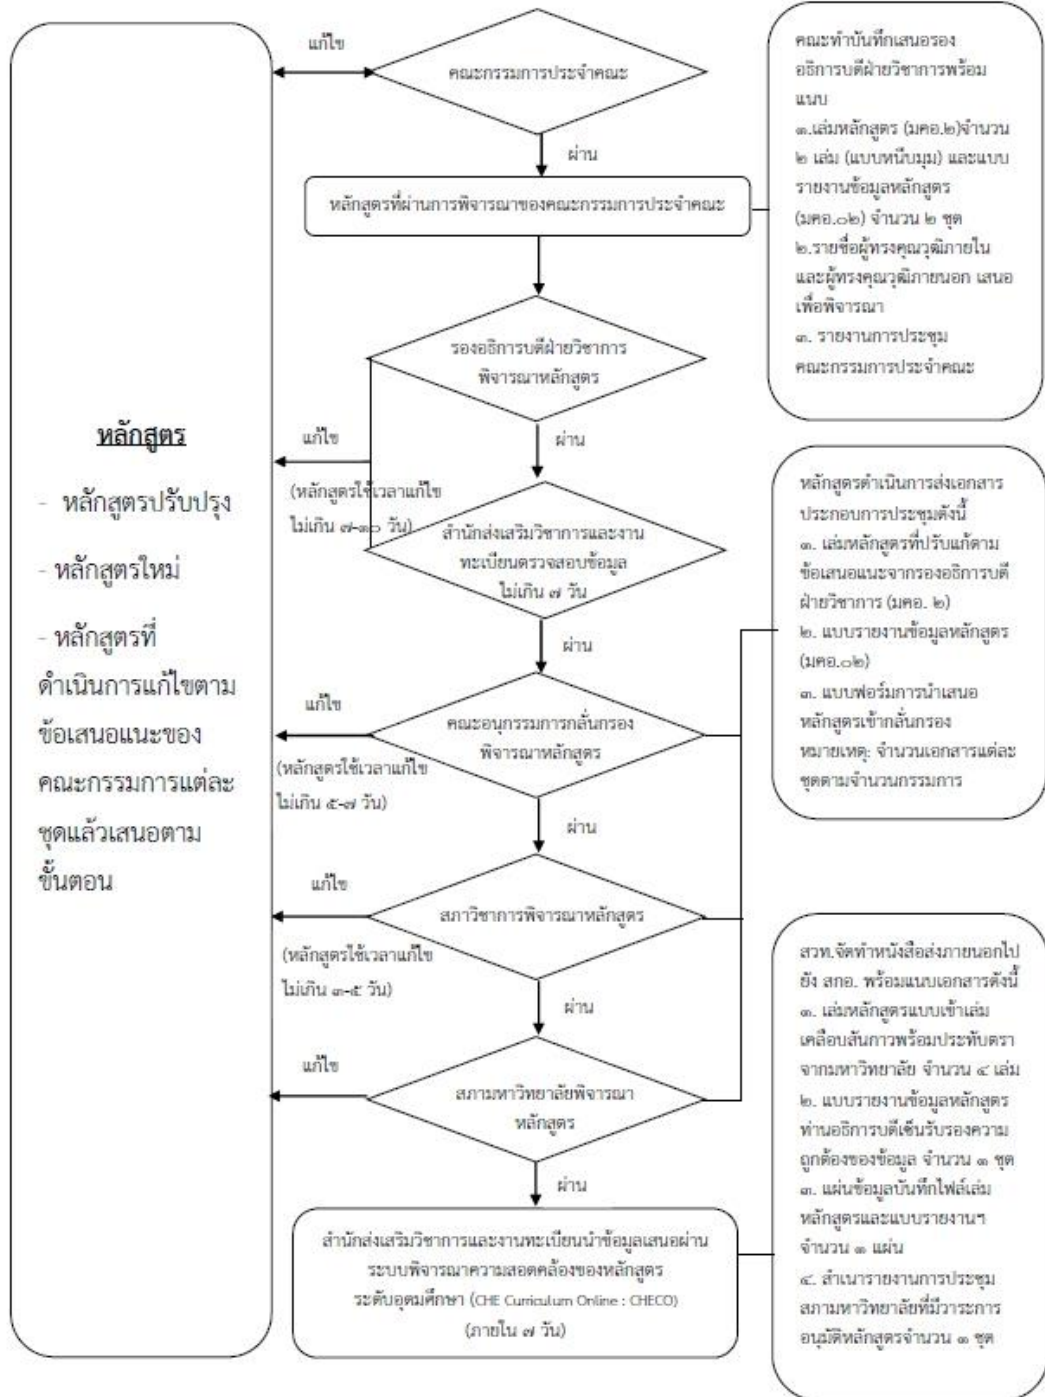 แก้ไข
คณะกรรมการประจำคณะ
ผ่าน
หลักสูตรที่ผ่านการพิจารณาของคณะกรรมการประจำคณะ
คณะทำบันทึกเสนอรอง
อธิการบดีฝ่ายวิชาการพร้อม
แนบ
๑.เล่มหลักสูตร (มคอ.๒)จำนวน
๒ เล่ม (แบบหนีบมุม) และแบบ
รายงานข้อมูลหลักสูตร
(มคอ.๐๒) จำนวน ๒ ชุด
๒.รายชื่อผู้ทรงคุณวุฒิภายใน
และผู้ทรงคุณวุฒิภายนอก เสนอ
เพื่อพิจารณา
๓. รายงานการประชุม
คณะกรรมการประจำคณะ
รองอธิการบดีฝ่ายวิชาการ
พิจารณาหลักสูตร
แก้ไข
ผ่าน
(หลักสูตรใช้เวลาแก้ไข
ไม่เกิน ๗-๑๐ วัน)
สำนักส่งเสริมวิชาการและงาน
ทะเบียนตรวจสอบข้อมูล
ไม่เกิน ๗ วัน
ผ่าน
หลักสูตร
- หลักสูตรปรับปรุง
- หลักสูตรใหม่
- หลักสูตรที่
ดำเนินการแก้ไขตาม
ข้อเสนอแนะของ
คณะกรรมการแต่ละ
ชุดแล้วเสนอตาม
ขั้นตอน
หลักสูตรดำเนินการส่งเอกสาร
ประกอบการประชุมดังนี้
๑. เล่มหลักสูตรที่ปรับแก้ตาม
ข้อเสนอแนะจากรองอธิการบดี
ฝ่ายวิชาการ (มคอ. ๒)
๒. แบบรายงานข้อมูลหลักสูตร
(มคอ.๐๒)
๓. แบบฟอร์มการนำเสนอ
หลักสูตรเข้ากลั่นกรอง
หมายเหตุ: จำนวนเอกสารแต่ละ
ชุดตามจำนวนกรรมการ
แก้ไข
คณะอนุกรรมการกลั่นกรอง
พิจารณาหลักสูตร
(หลักสูตรใช้เวลาแก้ไข
ไม่เกิน ๕-๗ วัน)
ผ่าน
แก้ไข
สภาวิชาการพิจารณาหลักสูตร
(หลักสูตรใช้เวลาแก้ไข
ไม่เกิน ๓-๕ วัน)
ผ่าน
แก้ไข
สภามหาวิทยาลัยพิจารณา
หลักสูตร
ผ่าน
สำนักส่งเสริมวิชาการและงานทะเบียนนำข้อมูลเสนอผ่าน
ระบบพิจารณาความสอดคล้องของหลักสูตร
ระดับอุดมศึกษา (CHE Curriculum Online : CHECO)
(ภายใน ๗ วัน)
สวท.จัดทำหนังสือส่งภายนอกไป
ยัง สกอ. พร้อมแนบเอกสารดังนี้
๑. เล่มหลักสูตรแบบเข้าเล่ม
เคลือบสันกาวพร้อมประทับตรา
จากมหาวิทยาลัย จำนวน ๔ เล่ม
๒. แบบรายงานข้อมูลหลักสูตร
ท่านอธิการบดีเซ็นรับรองความ
ถูกต้องของข้อมูล จำนวน ๑ ชุด
๓. แผ่นข้อมูลบันทึกไฟล์เล่ม
หลักสูตรและแบบรายงานฯ
จำนวน ๑ แผ่น
๔. สำเนารายงานการประชุม
สภามหาวิทยาลัยที่มีวาระการ
อนุมัติหลักสูตรจำนวน ๑ ชุด